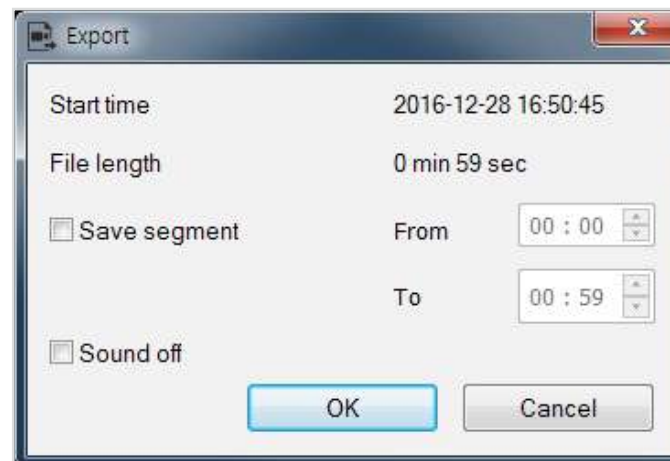 Export
Start time 2016-12-28 16:50:45
File length 0 min 59 sec
Save segment From 00 : 00
To 00 : 59
Sound off
OK Cancel